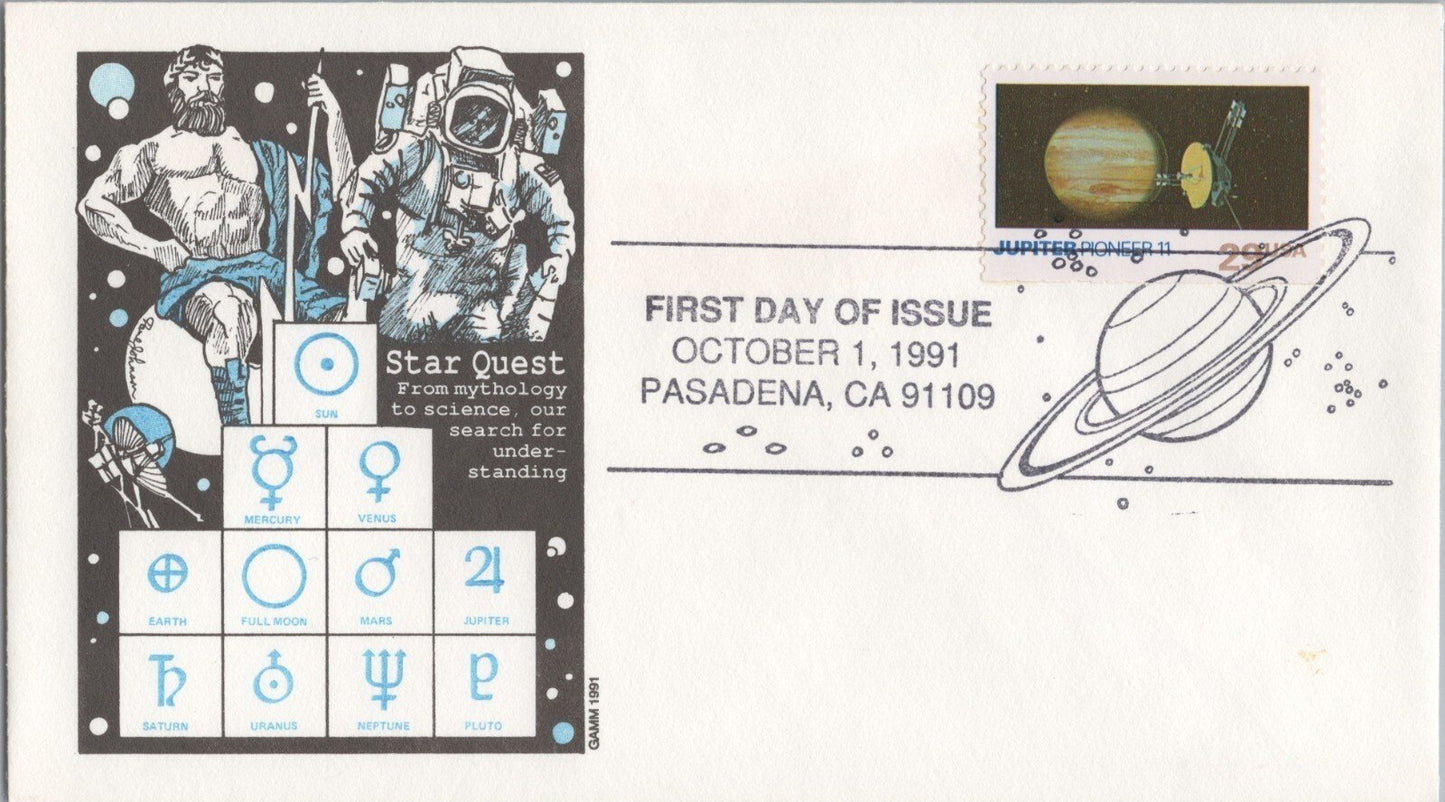 JUPITER PIONEER 11
29 USA
FIRST DAY OF ISSUE
OCTOBER 1, 1991
PASADENA, CA 91109
Star Quest
From mythology
to science, our
search for
under-
standing
SUN
MERCURY
VENUS
EARTH
FULL MOON
MARS
JUPITER
SATURN
URANUS
NEPTUNE
PLUTO
GAMM 1991